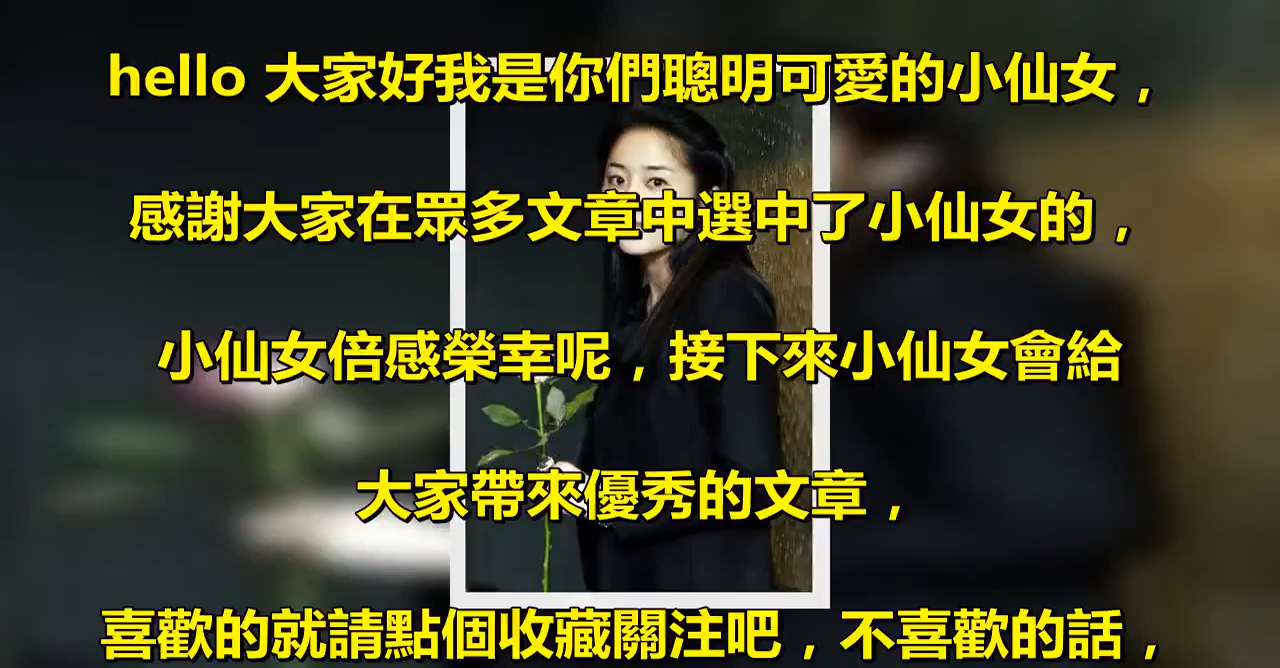 hello 大家好我是你們聰明可愛的小仙女，
感謝大家在眾多文章中選中了小仙女的，
小仙女倍感榮幸呢，接下來小仙女會給
大家帶來優秀的文章，
喜歡的就請點個收藏關注吧，不喜歡的話，